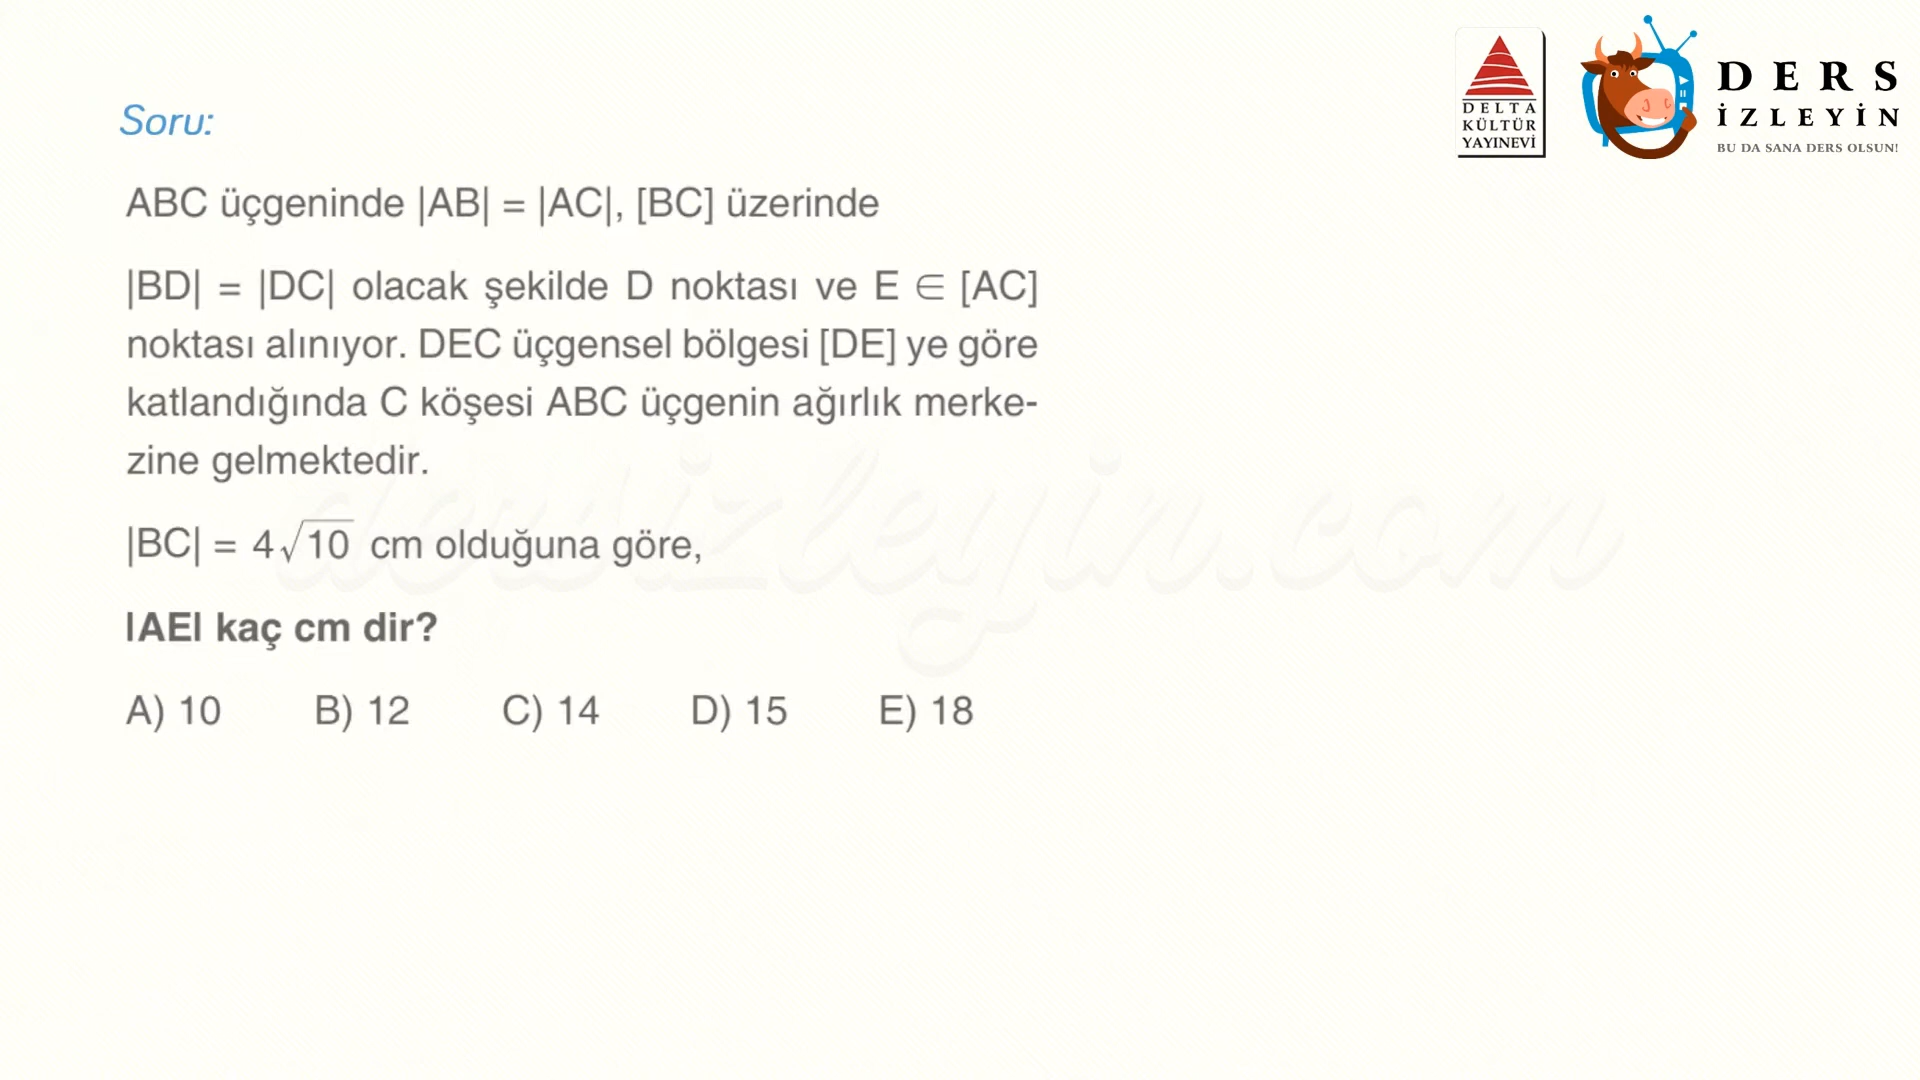 DELTA
KÜLTÜR
YAYINEVİ
DERS
İZLEYİN
BU DA SANA DERS OLSUN!
Soru:
ABC üçgeninde |AB| = |AC|, [BC] üzerinde
|BD| = |DC| olacak şekilde D noktası ve E ∈ [AC]
noktası alınıyor. DEC üçgensel bölgesi [DE] ye göre
katlandığında C köşesi ABC üçgenin ağırlık merke-
zine gelmektedir.
|BC| = 4√10 cm olduğuna göre,
|AE| kaç cm dir?
A) 10 B) 12 C) 14 D) 15 E) 18
dersizleyin.com